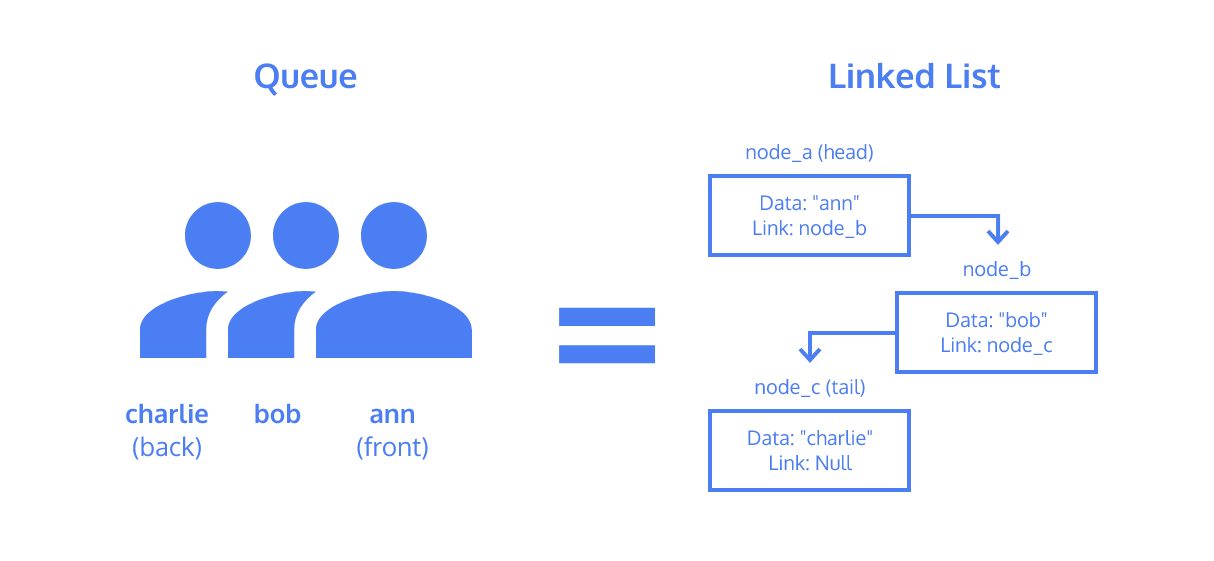 Queue
charlie
(back)
bob
ann
(front)
Linked List
node_a (head)
Data: "ann"
Link: node_b
node_b
Data: "bob"
Link: node_c
node_c (tail)
Data: "charlie"
Link: Null